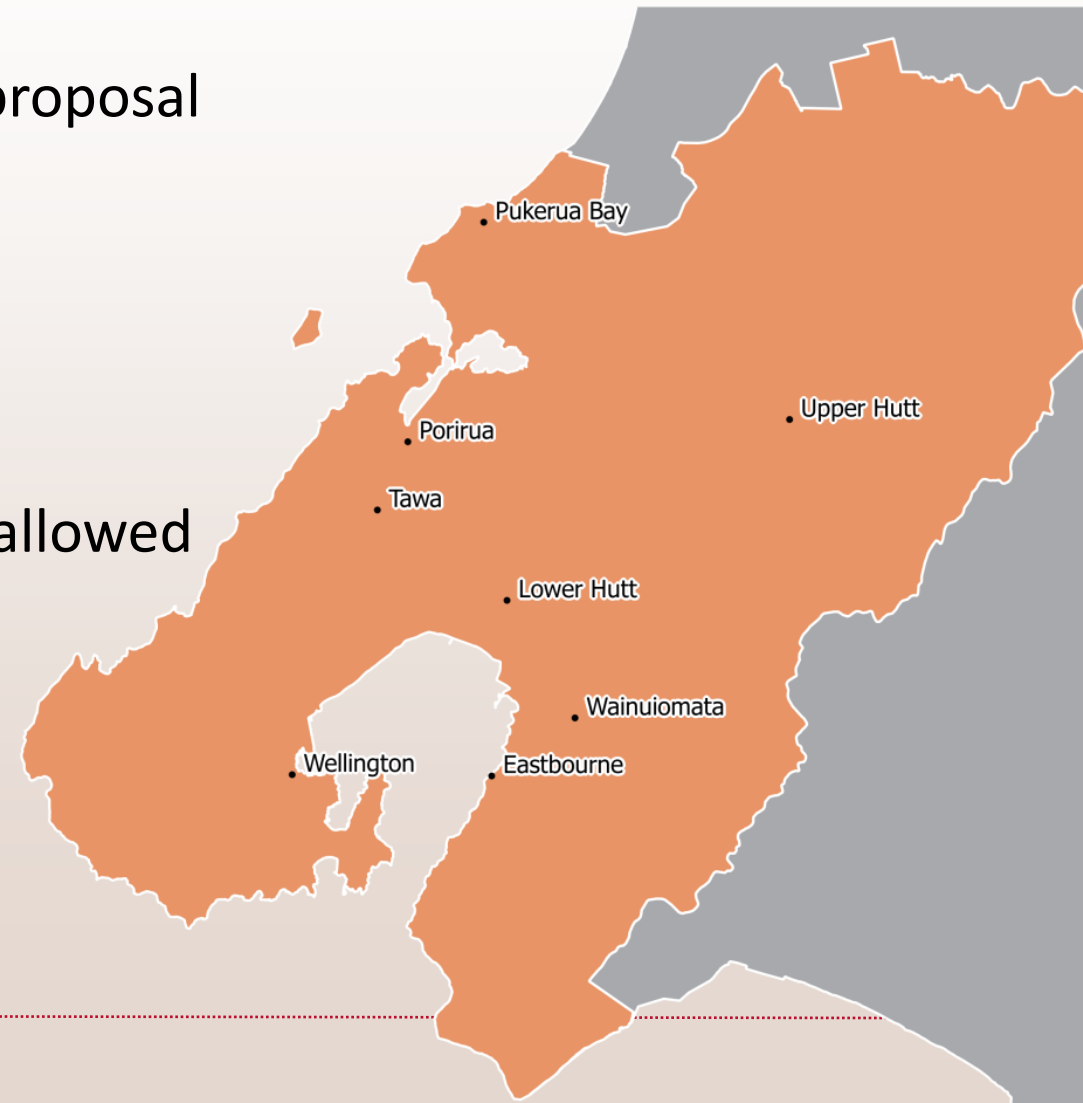 proposal
Pukerua Bay
Upper Hutt
Porirua
Tawa
allowed
Lower Hutt
Wainuiomata
Wellington
Eastbourne